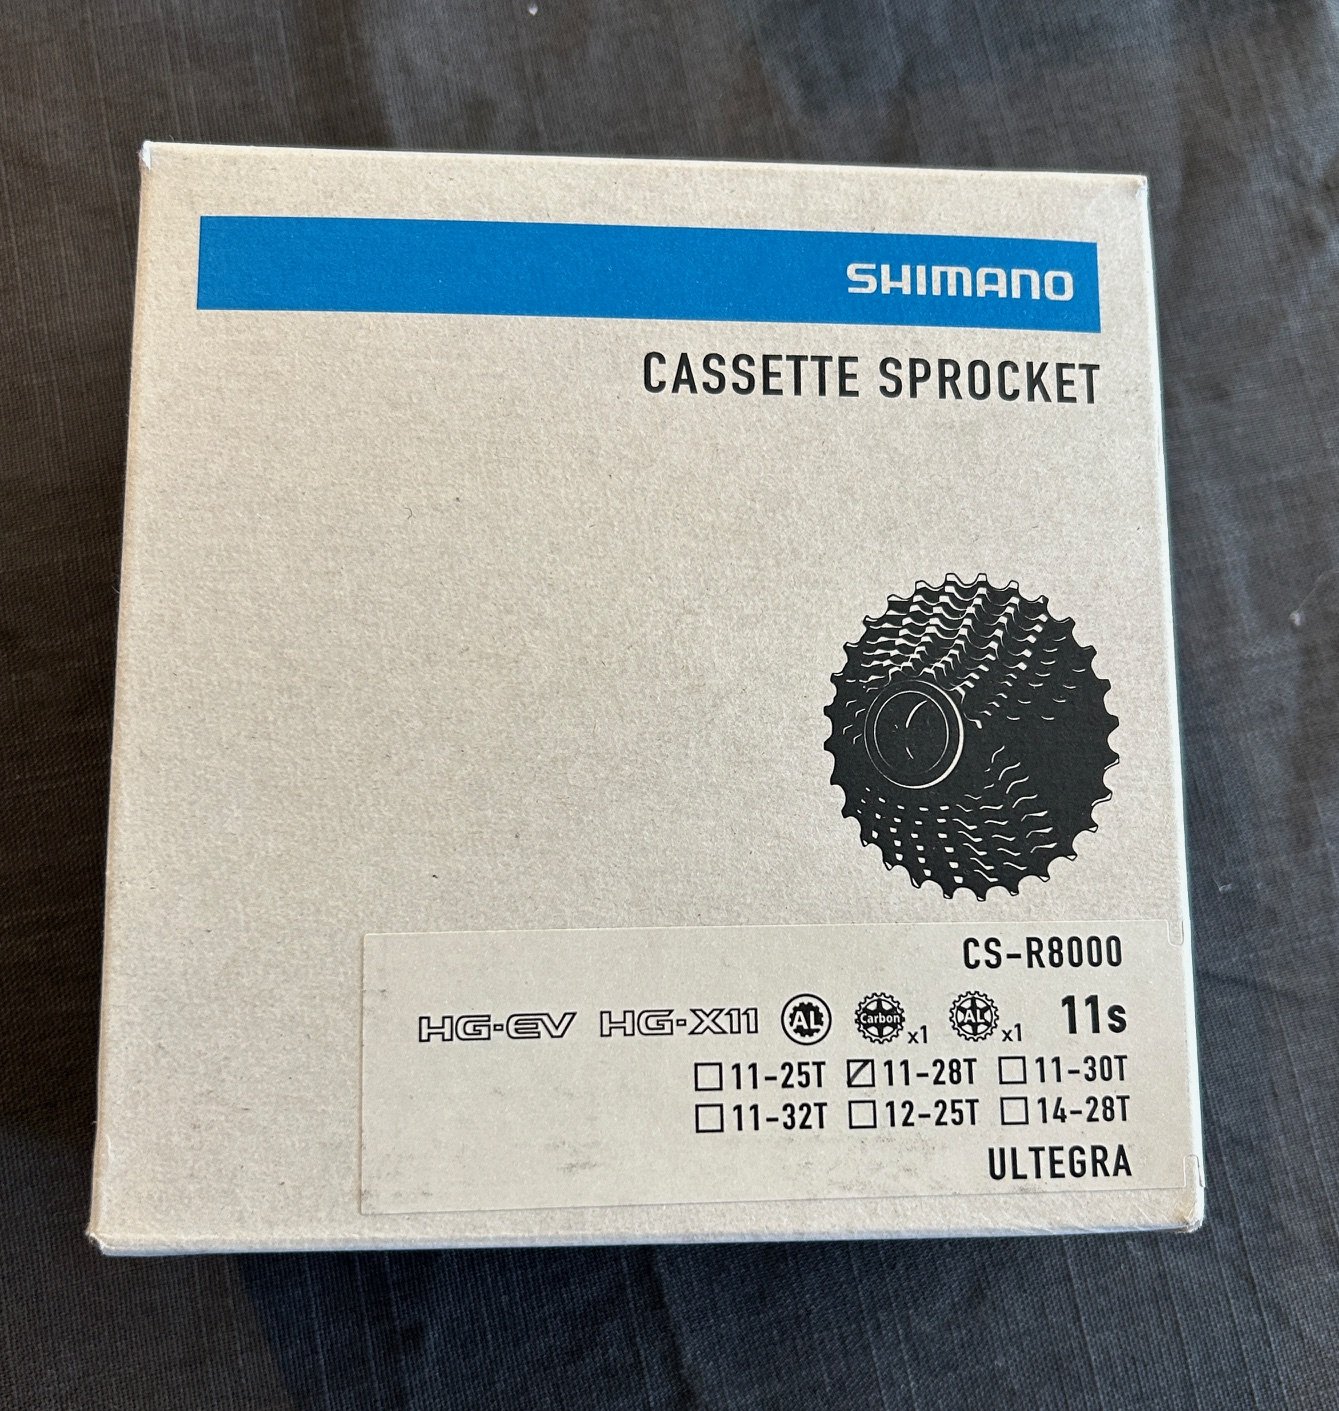 SHIMANO
CASSETTE SPROCKET
CS-R8000
HG-EV HG-X11 AL Carbon x1 AL x1 11s
☐ 11-25T ☑ 11-28T ☐ 11-30T
☐ 11-32T ☐ 12-25T ☐ 14-28T
ULTEGRA